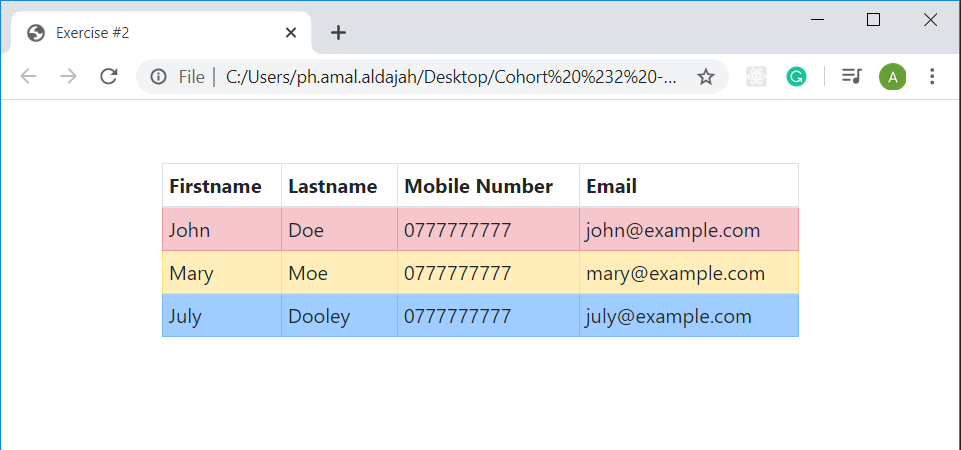 Exercise #2
File | C:/Users/ph.amal.aldajah/Desktop/Cohort%20%232%20-... A
Firstname Lastname Mobile Number Email
John Doe 0777777777 john@example.com
Mary Moe 0777777777 mary@example.com
July Dooley 0777777777 july@example.com